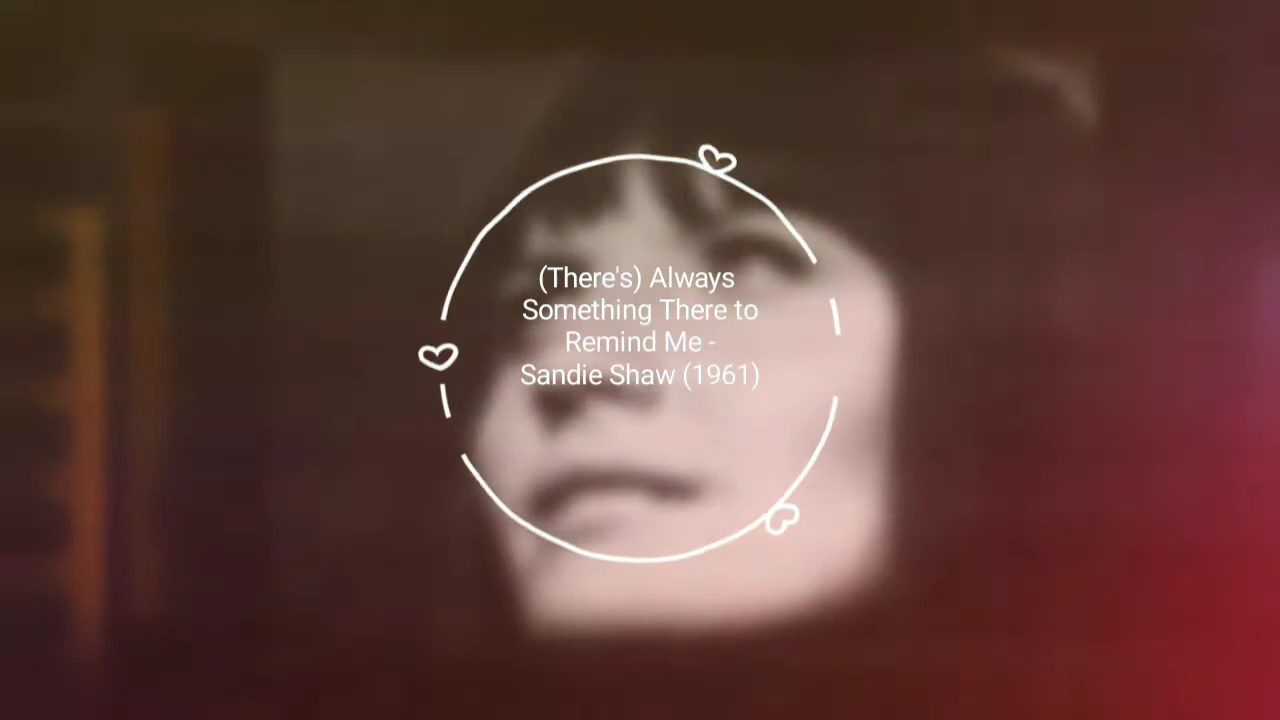 (There's) Always
Something There to
Remind Me -
Sandie Shaw (1961)